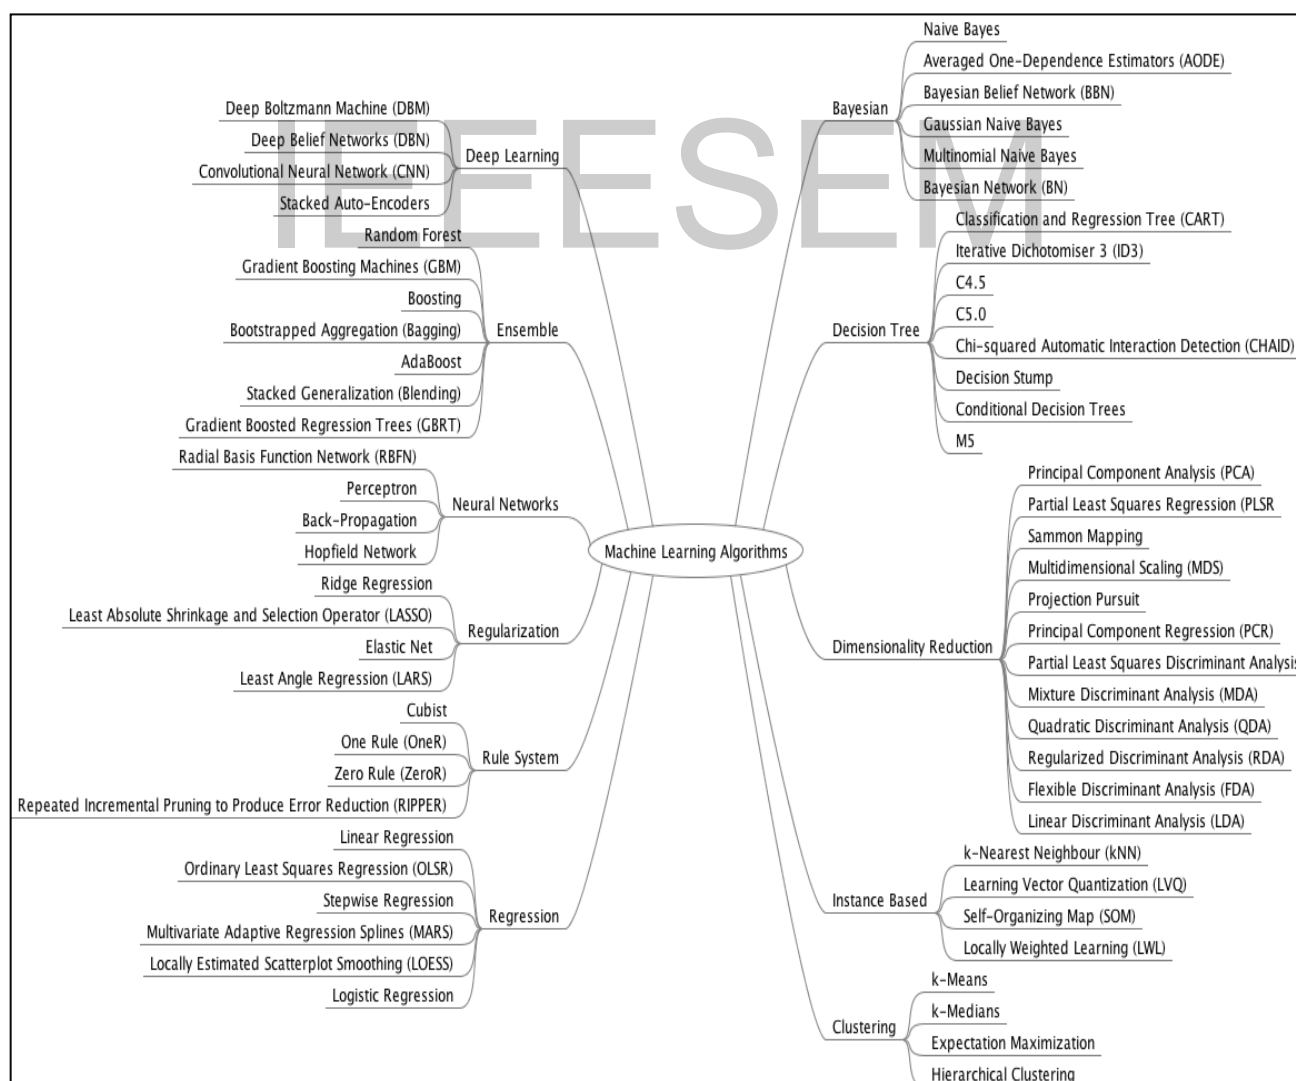 IEEESEM
Machine Learning Algorithms
Deep Learning
Deep Boltzmann Machine (DBM)
Deep Belief Networks (DBN)
Convolutional Neural Network (CNN)
Stacked Auto-Encoders
Ensemble
Random Forest
Gradient Boosting Machines (GBM)
Boosting
Bootstrapped Aggregation (Bagging)
AdaBoost
Stacked Generalization (Blending)
Gradient Boosted Regression Trees (GBRT)
Neural Networks
Radial Basis Function Network (RBFN)
Perceptron
Back-Propagation
Hopfield Network
Regularization
Ridge Regression
Least Absolute Shrinkage and Selection Operator (LASSO)
Elastic Net
Least Angle Regression (LARS)
Rule System
Cubist
One Rule (OneR)
Zero Rule (ZeroR)
Repeated Incremental Pruning to Produce Error Reduction (RIPPER)
Regression
Linear Regression
Ordinary Least Squares Regression (OLSR)
Stepwise Regression
Multivariate Adaptive Regression Splines (MARS)
Locally Estimated Scatterplot Smoothing (LOESS)
Logistic Regression
Bayesian
Naive Bayes
Averaged One-Dependence Estimators (AODE)
Bayesian Belief Network (BBN)
Gaussian Naive Bayes
Multinomial Naive Bayes
Bayesian Network (BN)
Decision Tree
Classification and Regression Tree (CART)
Iterative Dichotomiser 3 (ID3)
C4.5
C5.0
Chi-squared Automatic Interaction Detection (CHAID)
Decision Stump
Conditional Decision Trees
M5
Dimensionality Reduction
Principal Component Analysis (PCA)
Partial Least Squares Regression (PLSR
Sammon Mapping
Multidimensional Scaling (MDS)
Projection Pursuit
Principal Component Regression (PCR)
Partial Least Squares Discriminant Analysis
Mixture Discriminant Analysis (MDA)
Quadratic Discriminant Analysis (QDA)
Regularized Discriminant Analysis (RDA)
Flexible Discriminant Analysis (FDA)
Linear Discriminant Analysis (LDA)
Instance Based
k-Nearest Neighbour (kNN)
Learning Vector Quantization (LVQ)
Self-Organizing Map (SOM)
Locally Weighted Learning (LWL)
Clustering
k-Means
k-Medians
Expectation Maximization
Hierarchical Clustering